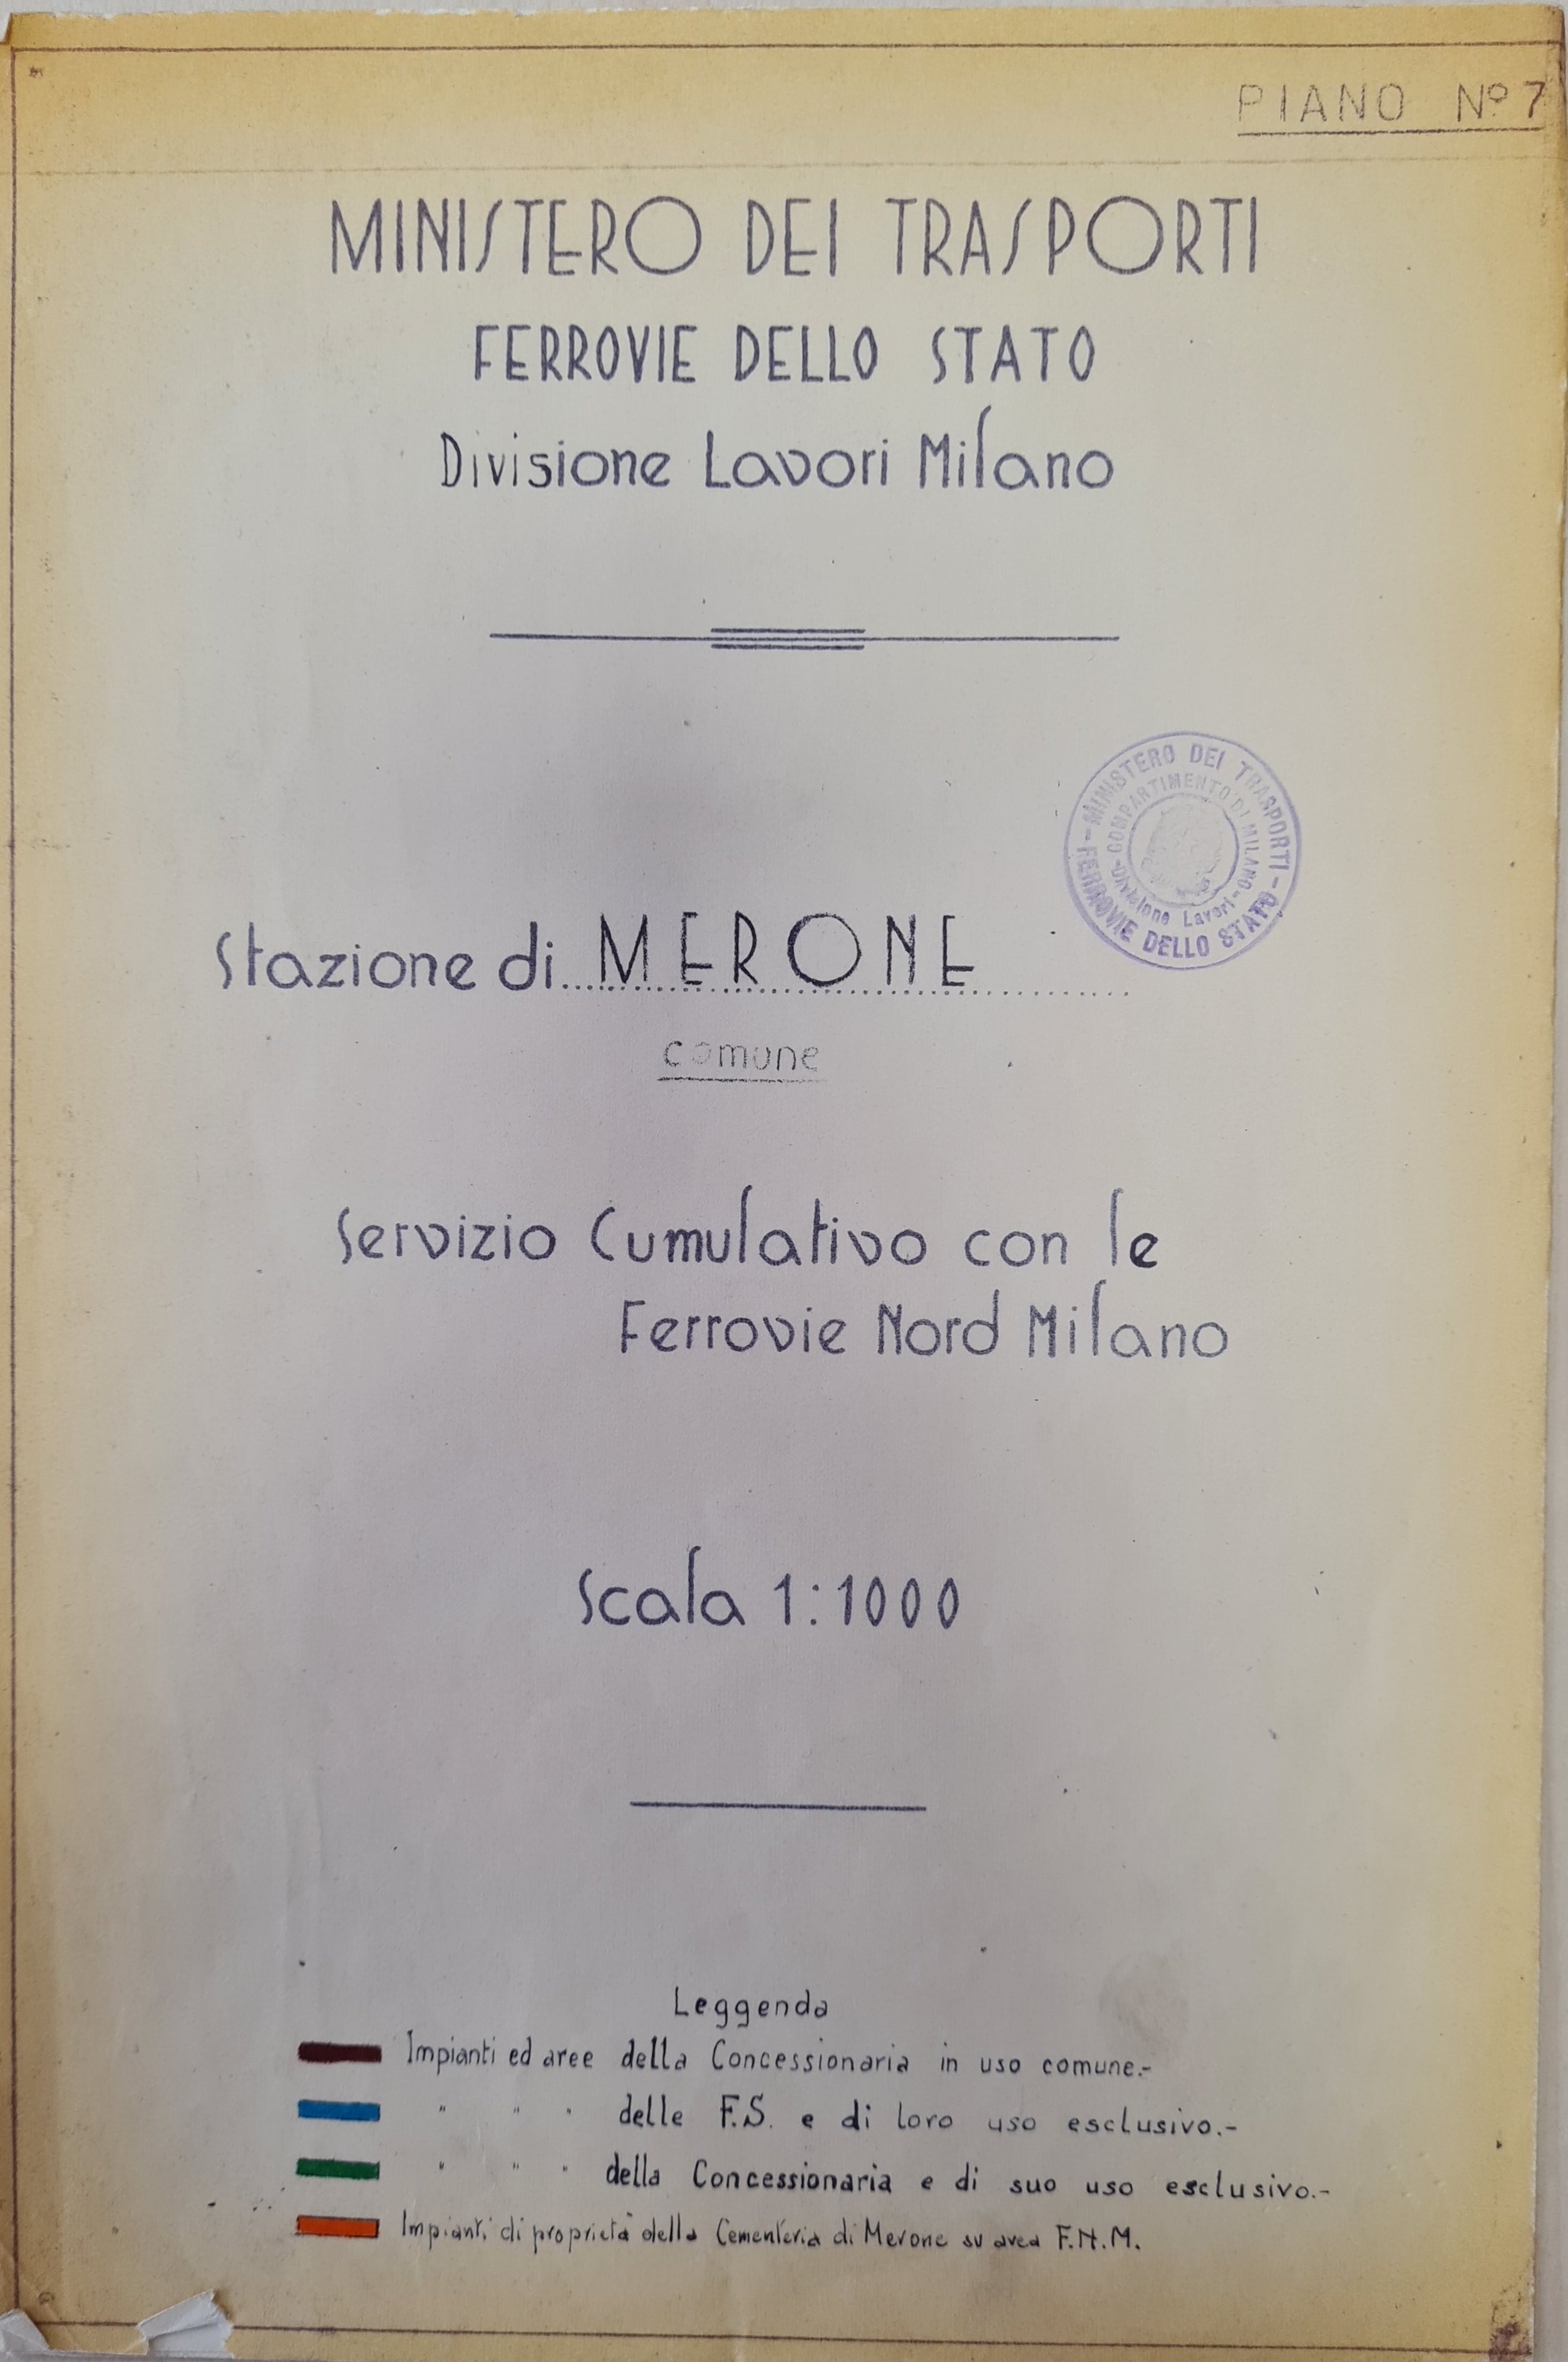 PIANO Nº 7
MINISTERO DEI TRASPORTI
FERROVIE DELLO STATO
Divisione Lavori Milano
- MINISTERO DEI TRASPORTI -
FERROVIE DELLO STATO
- COMPARTIMENTO DI MILANO -
Divisione Lavori
Stazione di MERONE
comune
Servizio Cumulativo con le
Ferrovie Nord Milano
Scala 1:1000
Leggenda
Impianti ed aree della Concessionaria in uso comune.-
" " " delle F.S. e di loro uso esclusivo.-
" " " della Concessionaria e di suo uso esclusivo.-
Impianti di proprietà della Cementeria di Merone su area F.N.M.